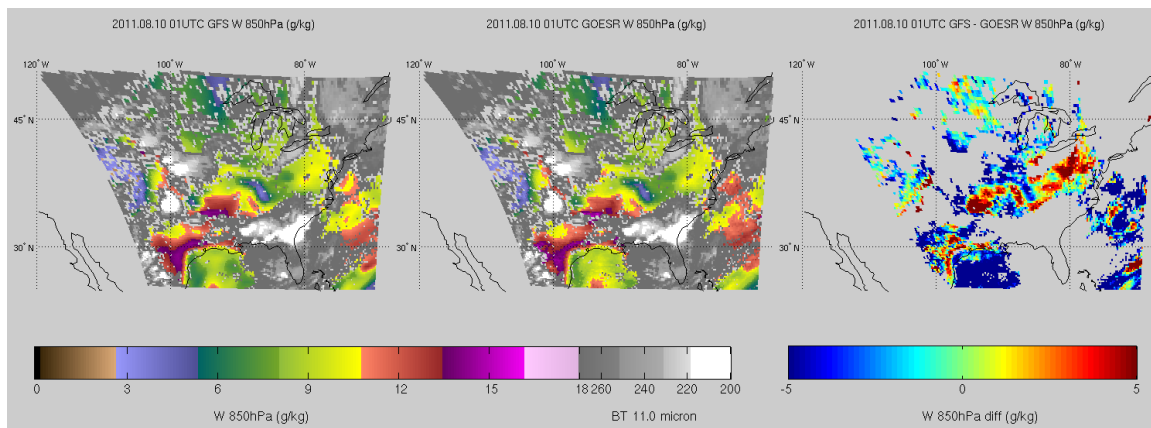 2011.08.10 01UTC GFS W 850hPa (g/kg)
2011.08.10 01UTC GOESR W 850hPa (g/kg)
2011.08.10 01UTC GFS - GOESR W 850hPa (g/kg)
120°W 100°W 80°W
120°W 100°W 80°W
120°W 100°W 80°W
45°N
45°N
45°N
30°N
30°N
30°N
0 3 6 9 12 15 18 260 240 220 200
-5 0 5
W 850hPa (g/kg)
BT 11.0 micron
W 850hPa diff (g/kg)